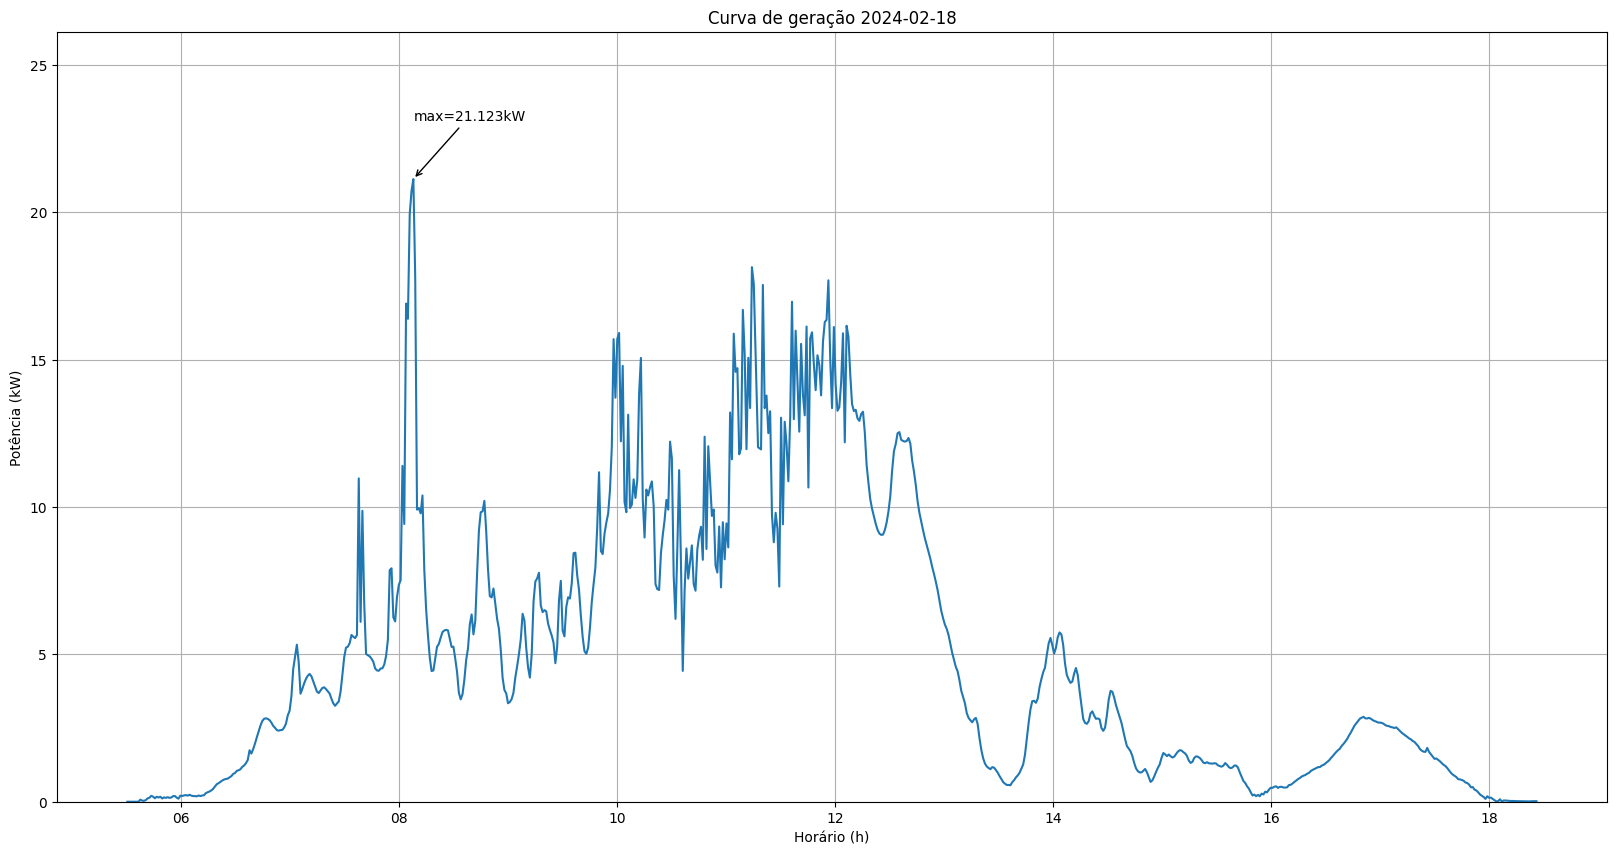 Curva de geração 2024-02-18
25
max=21.123kW
20
15
Potência (kW)
10
5
0
06 08 10 12 14 16 18
Horário (h)